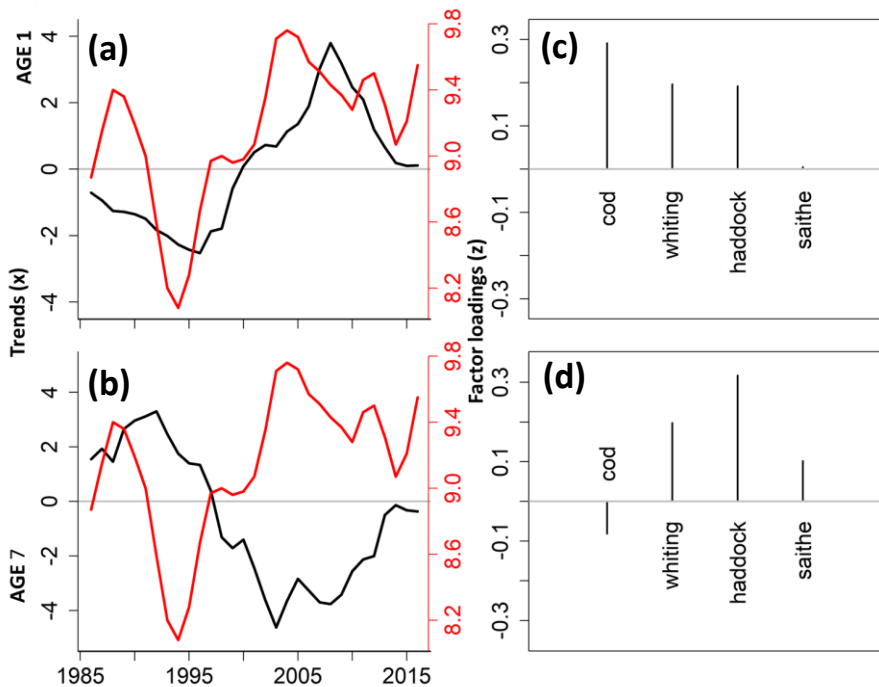 AGE 1
(a)
4
2
0
-2
-4
9.8
9.4
9.0
8.6
8.2
Trends (x)
AGE 7
(b)
4
2
0
-2
-4
9.8
9.4
9.0
8.6
8.2
1985 1995 2005 2015
(c)
0.3
0.1
-0.1
-0.3
cod
whiting
haddock
saithe
Factor loadings (z)
(d)
0.3
0.1
-0.1
-0.3
cod
whiting
haddock
saithe